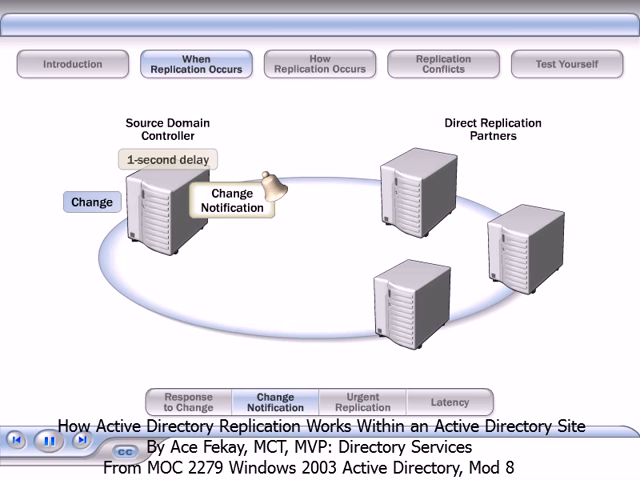 Introduction
When
Replication Occurs
How
Replication Occurs
Replication
Conflicts
Test Yourself
Source Domain
Controller
Direct Replication
Partners
1-second delay
Change
Change
Notification
Response
to Change
Change
Notification
Urgent
Replication
Latency
cc
How Active Directory Replication Works Within an Active Directory Site
By Ace Fekay, MCT, MVP: Directory Services
From MOC 2279 Windows 2003 Active Directory, Mod 8